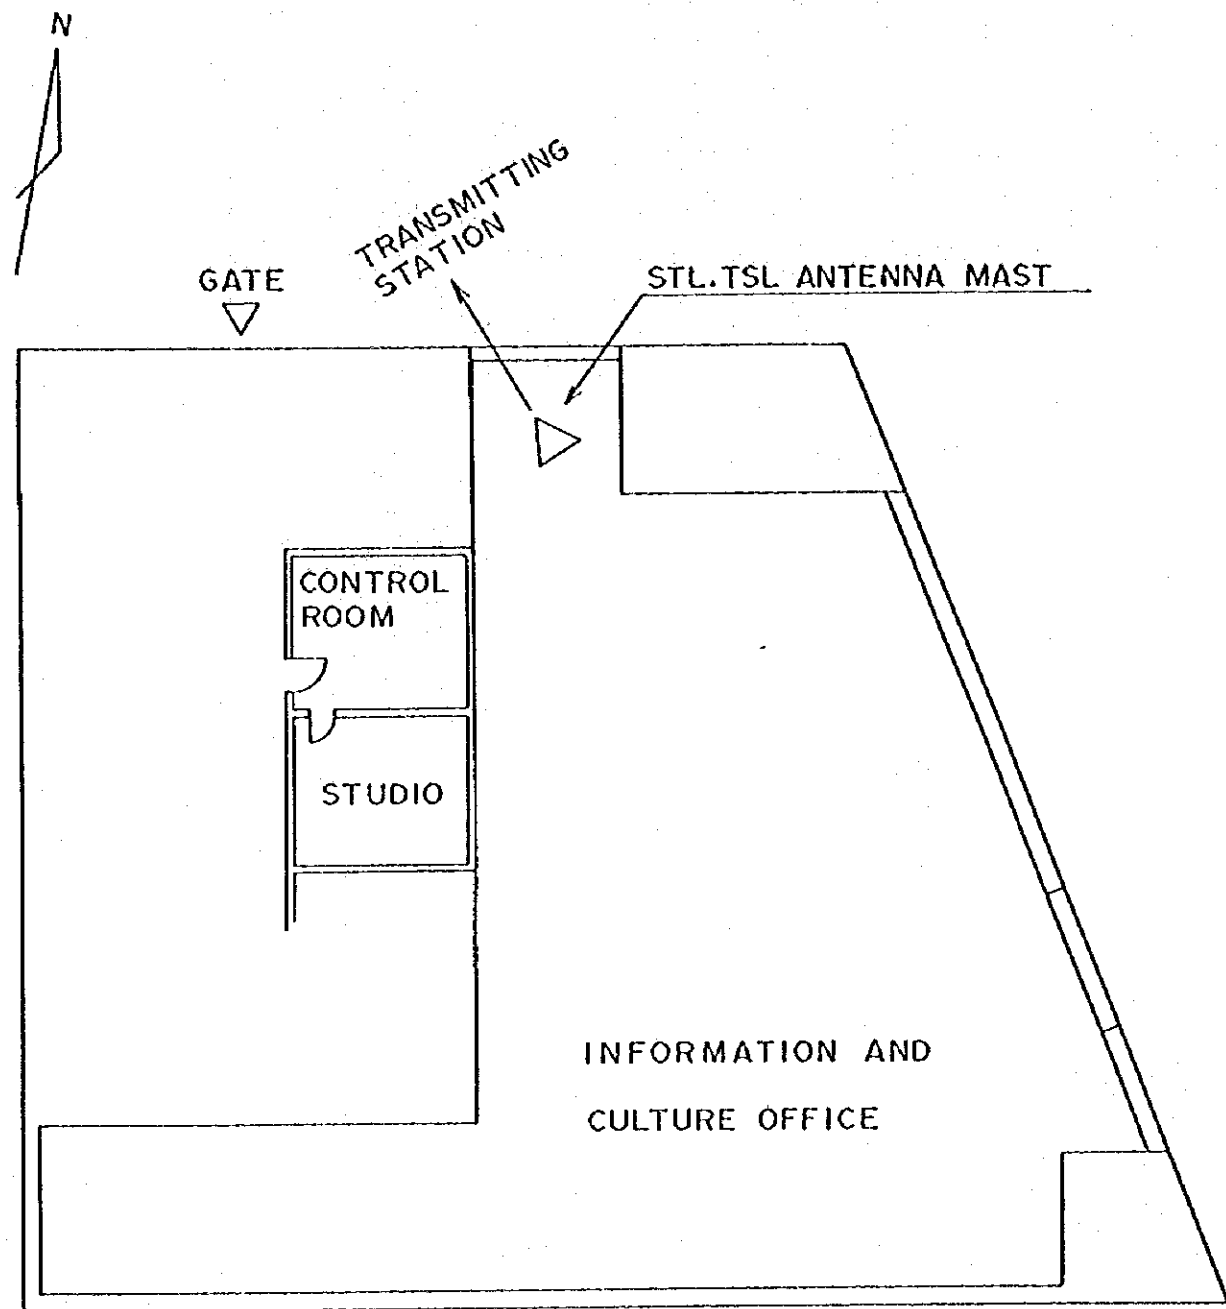 N
TRANSMITTING
STATION
GATE
STL.TSL ANTENNA MAST
CONTROL
ROOM
STUDIO
INFORMATION AND
CULTURE OFFICE